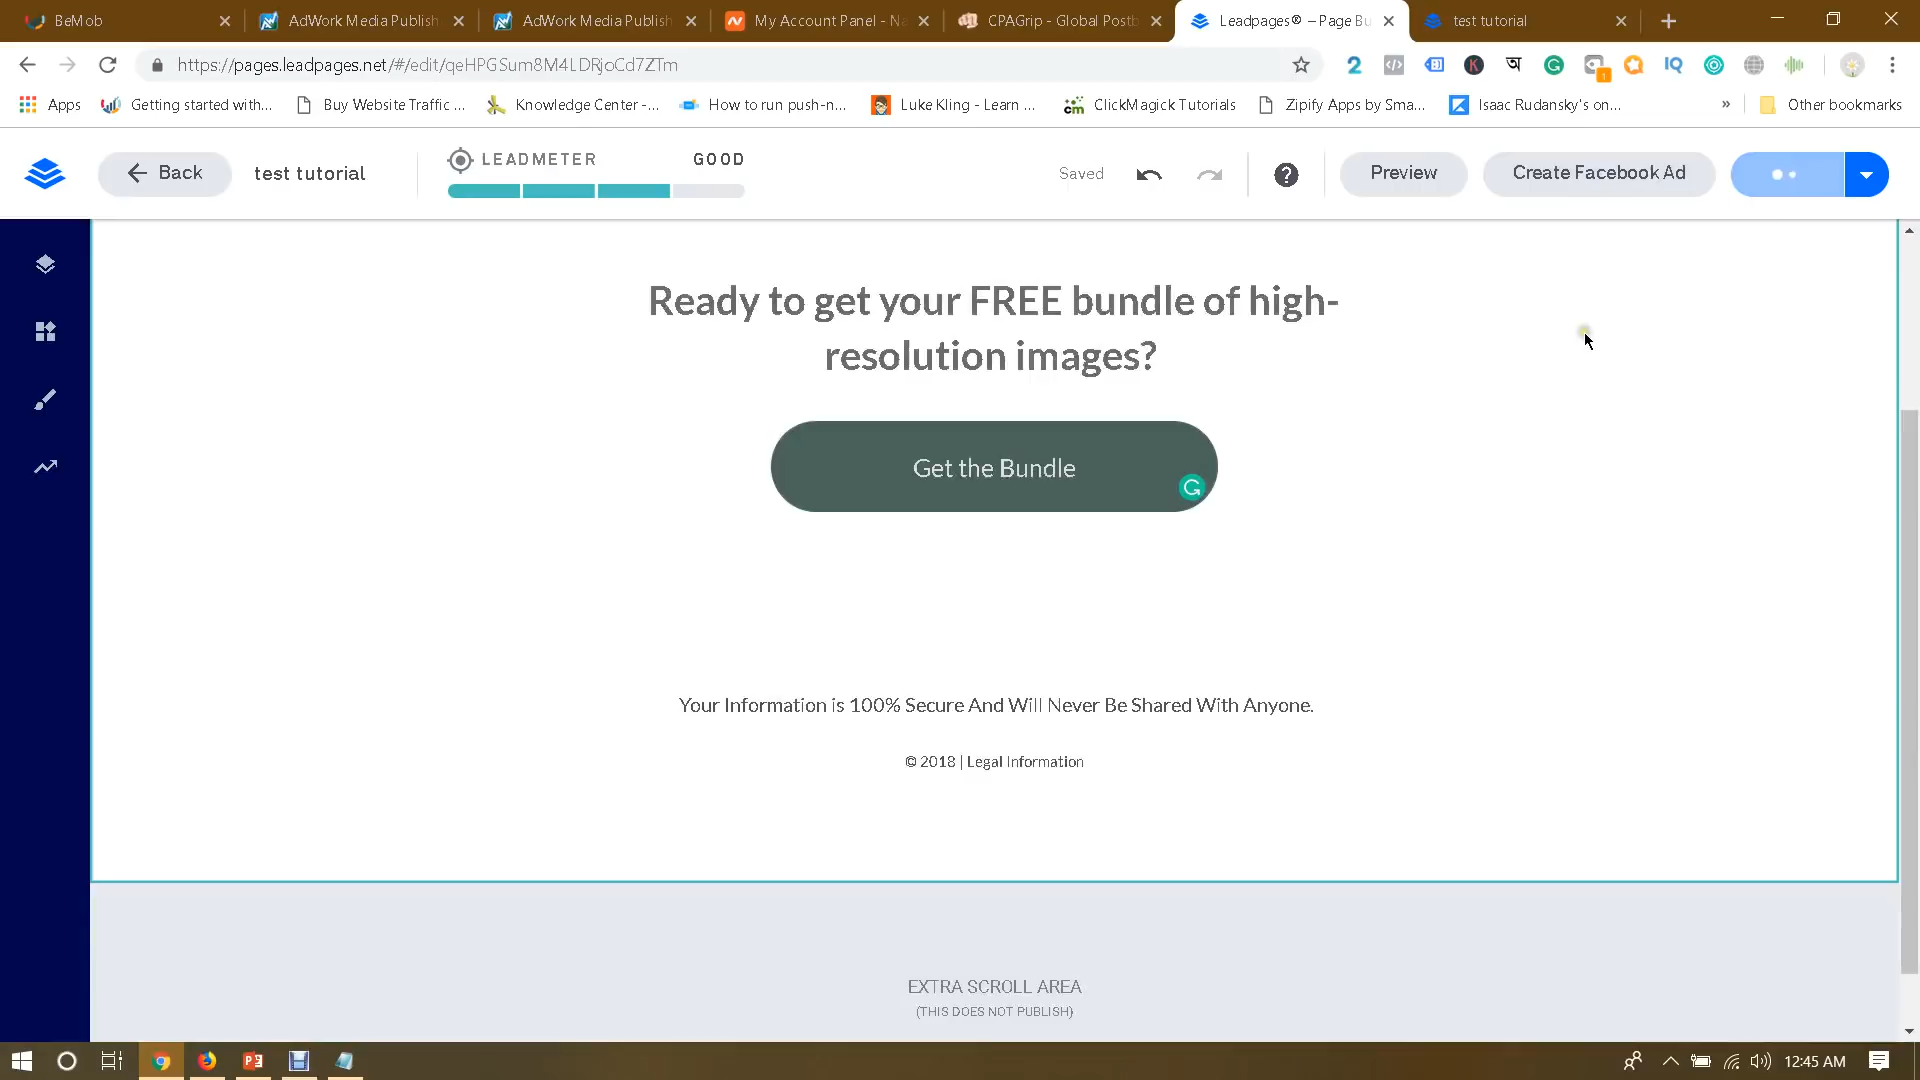 BeMob
AdWork Media Publish
AdWork Media Publish
My Account Panel - Na
CPAGrip - Global Postb
Leadpages® – Page Bu
test tutorial
https://pages.leadpages.net/#/edit/qeHPGSum8M4LDRjoCd7ZTm
Apps
Getting started with...
Buy Website Traffic ...
Knowledge Center -...
How to run push-n...
Luke Kling - Learn ...
ClickMagick Tutorials
Zipify Apps by Sma...
Isaac Rudansky's on...
»
Other bookmarks
Back
test tutorial
LEADMETER
GOOD
Saved
Preview
Create Facebook Ad
Ready to get your FREE bundle of high-
resolution images?
Get the Bundle
Your Information is 100% Secure And Will Never Be Shared With Anyone.
© 2018 | Legal Information
EXTRA SCROLL AREA
(THIS DOES NOT PUBLISH)
12:45 AM